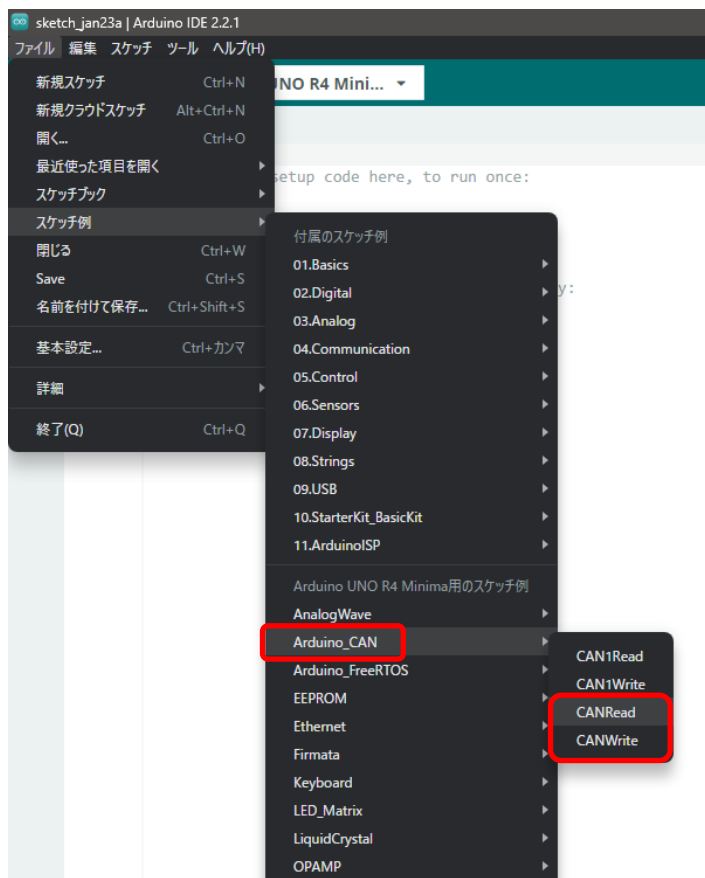 sketch_jan23a | Arduino IDE 2.2.1
ファイル 編集 スケッチ ツール ヘルプ(H)
新規スケッチ Ctrl+N
新規クラウドスケッチ Alt+Ctrl+N
開く... Ctrl+O
最近使った項目を開く
スケッチブック
スケッチ例
閉じる Ctrl+W
Save Ctrl+S
名前を付けて保存... Ctrl+Shift+S
基本設定... Ctrl+カンマ
詳細
終了(Q) Ctrl+Q
UNO R4 Mini...
setup code here, to run once:
y:
付属のスケッチ例
01.Basics
02.Digital
03.Analog
04.Communication
05.Control
06.Sensors
07.Display
08.Strings
09.USB
10.StarterKit_BasicKit
11.ArduinoISP
Arduino UNO R4 Minima用のスケッチ例
AnalogWave
Arduino_CAN
Arduino_FreeRTOS
EEPROM
Ethernet
Firmata
Keyboard
LED_Matrix
LiquidCrystal
OPAMP
CAN1Read
CAN1Write
CANRead
CANWrite